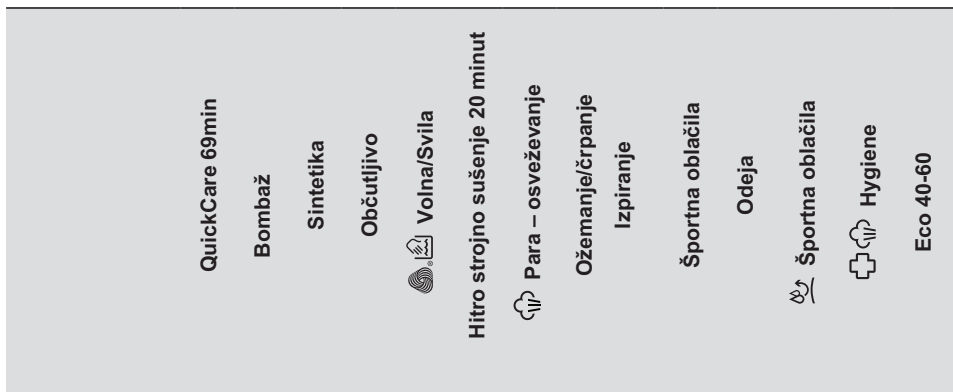 QuickCare 69min
Bombaž
Sintetika
Občutljivo
Volna/Svila
Hitro strojno sušenje 20 minut
Para – osveževanje
Ožemanje/črpanje
Izpiranje
Športna oblačila
Odeja
Športna oblačila
Hygiene
Eco 40-60